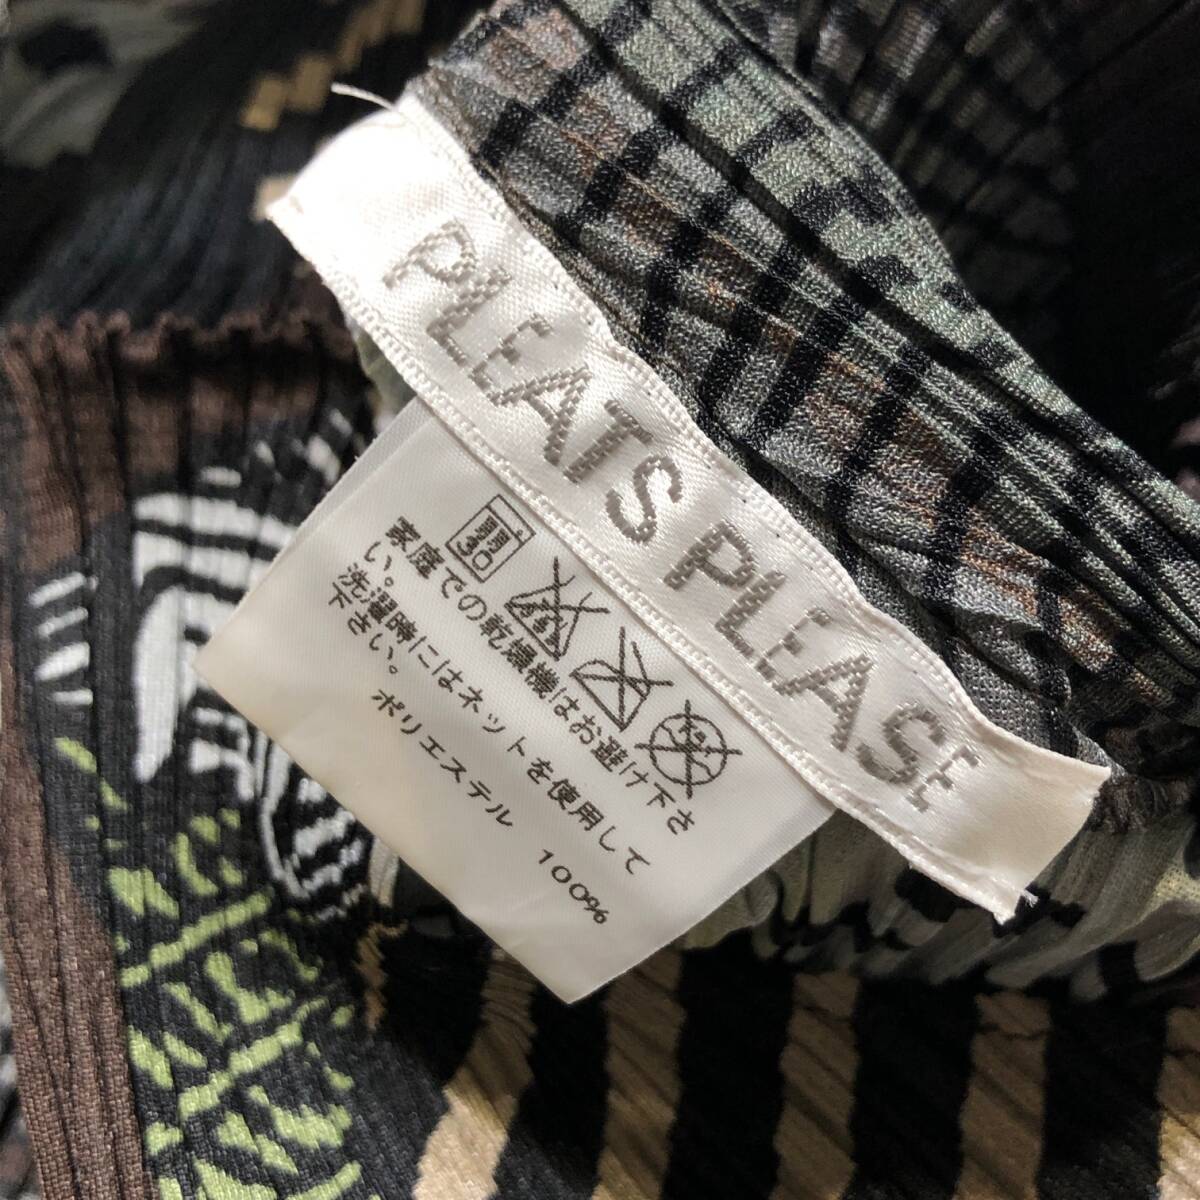 PLEATS PLEASE
30
家庭での乾燥機はお避け下さ
い。洗濯時にはネットを使用して
下さい。
ポリエステル 100%